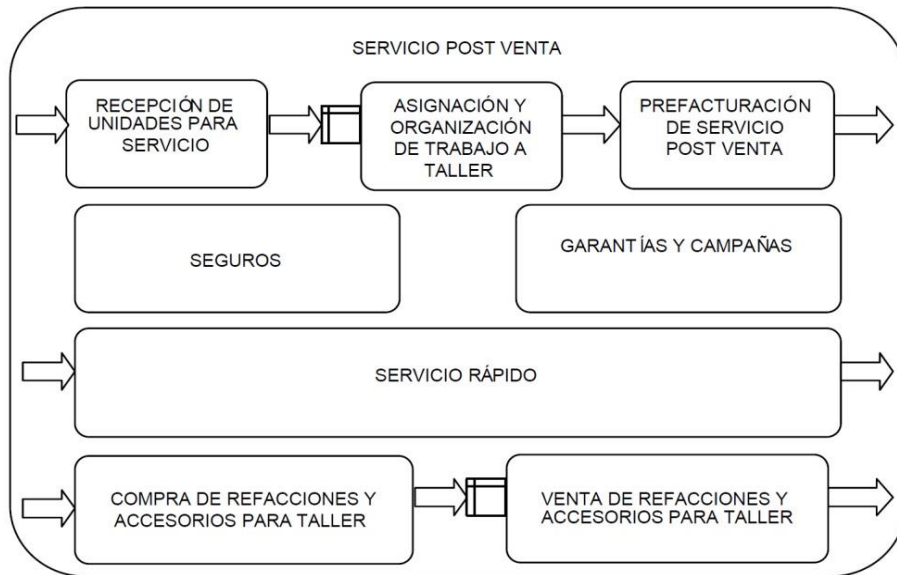 SERVICIO POST VENTA
RECEPCIÓN DE
UNIDADES PARA
SERVICIO
ASIGNACIÓN Y
ORGANIZACIÓN
DE TRABAJO A
TALLER
PREFACTURACIÓN
DE SERVICIO
POST VENTA
SEGUROS
GARANTÍAS Y CAMPAÑAS
SERVICIO RÁPIDO
COMPRA DE REFACCIONES Y
ACCESORIOS PARA TALLER
VENTA DE REFACCIONES Y
ACCESORIOS PARA TALLER